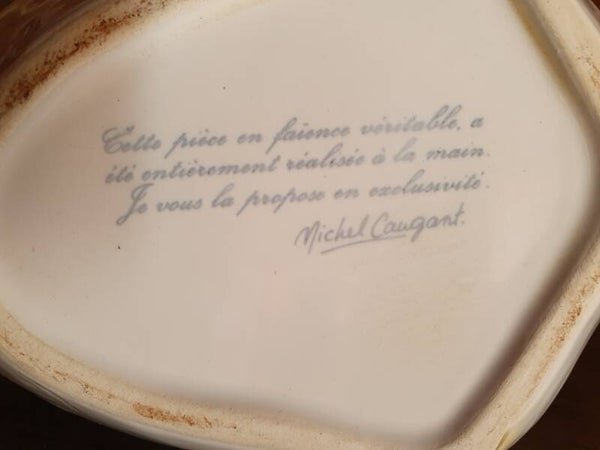 Cette pièce en faïence véritable, a
été entièrement réalisée à la main.
Je vous la propose en exclusivité.
Michel Caugant.